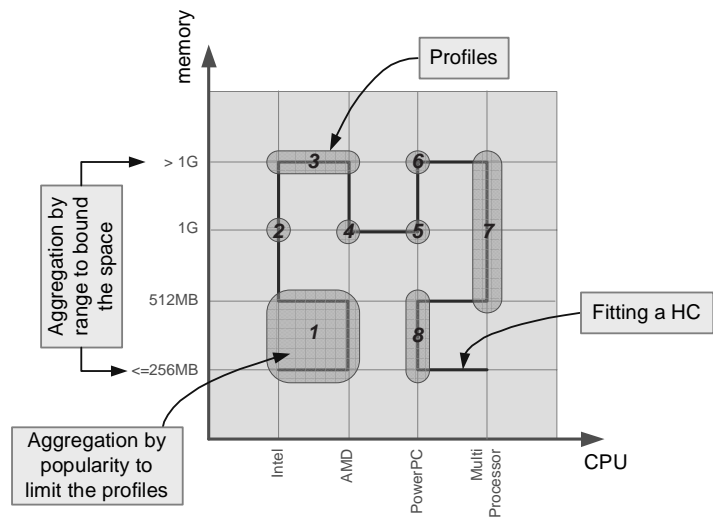 memory
Profiles
> 1G
3
6
Aggregation by
range to bound
the space
1G
2
4
5
7
512MB
1
8
Fitting a HC
<=256MB
Aggregation by
popularity to
limit the profiles
Intel
AMD
PowerPC
Multi
Processor
CPU